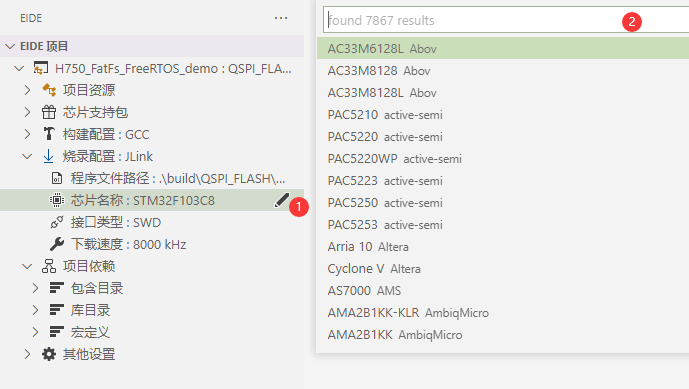 EIDE
EIDE 项目
H750_FatFs_FreeRTOS_demo : QSPI_FLA...
项目资源
芯片支持包
构建配置 : GCC
烧录配置 : JLink
程序文件路径 : .\build\QSPI_FLASH\...
芯片名称 : STM32F103C8
1
接口类型 : SWD
下载速度 : 8000 kHz
项目依赖
包含目录
库目录
宏定义
其他设置
found 7867 results
2
AC33M6128L Abov
AC33M8128 Abov
AC33M8128L Abov
PAC5210 active-semi
PAC5220 active-semi
PAC5220WP active-semi
PAC5223 active-semi
PAC5250 active-semi
PAC5253 active-semi
Arria 10 Altera
Cyclone V Altera
AS7000 AMS
AMA2B1KK-KLR AmbiqMicro
AMA2B1KK AmbiqMicro